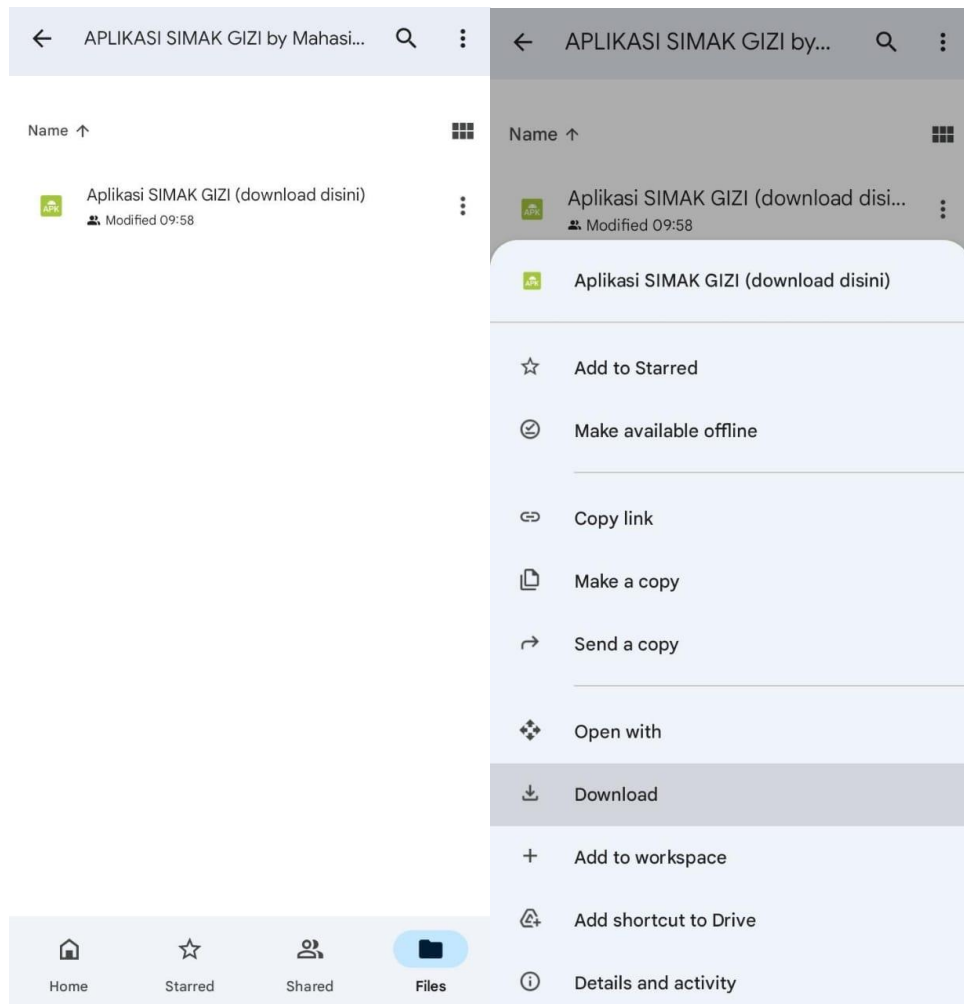 APLIKASI SIMAK GIZI by Mahasi...
Name
Aplikasi SIMAK GIZI (download disini)
Modified 09:58
Home
Starred
Shared
Files
APLIKASI SIMAK GIZI by...
Name
Aplikasi SIMAK GIZI (download disi...
Modified 09:58
Aplikasi SIMAK GIZI (download disini)
Add to Starred
Make available offline
Copy link
Make a copy
Send a copy
Open with
Download
Add to workspace
Add shortcut to Drive
Details and activity